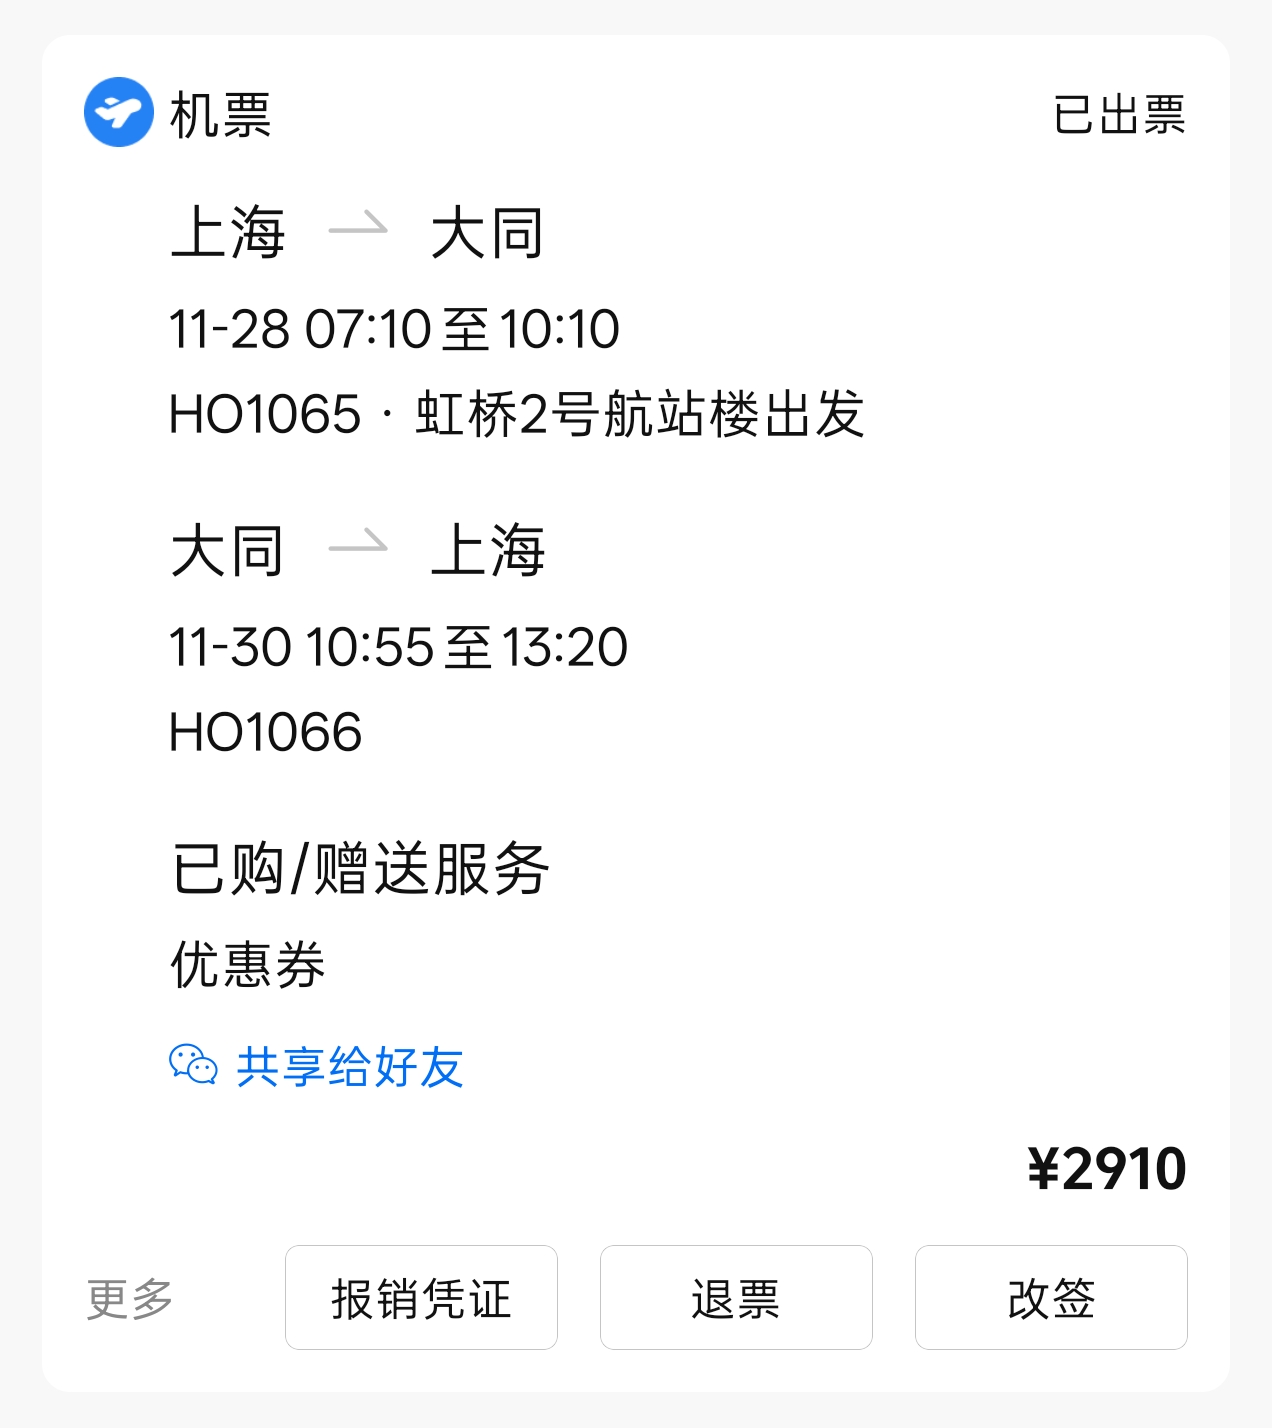 机票 已出票
上海 大同
11-28 07:10 至 10:10
HO1065 · 虹桥2号航站楼出发
大同 上海
11-30 10:55 至 13:20
HO1066
已购/赠送服务
优惠券
共享给好友
¥2910
更多 报销凭证 退票 改签